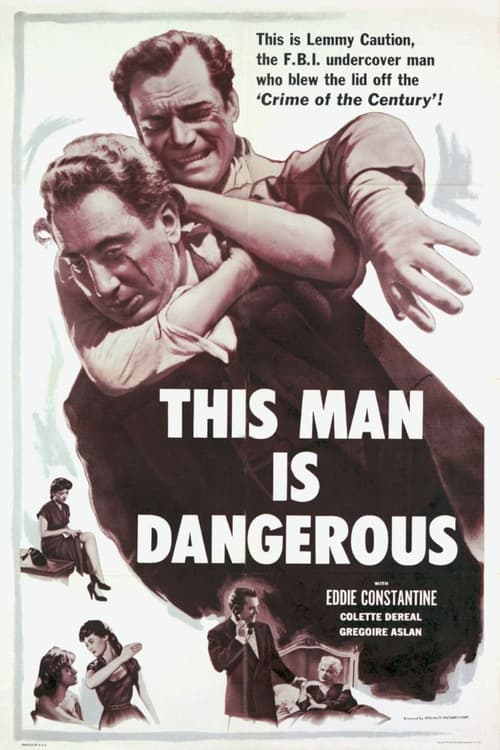 This is Lemmy Caution,
the F.B.I. undercover man
who blew the lid off the
'Crime of the Century'!
THIS MAN
IS
DANGEROUS
WITH
EDDIE CONSTANTINE
COLETTE DEREAL
GREGOIRE ASLAN